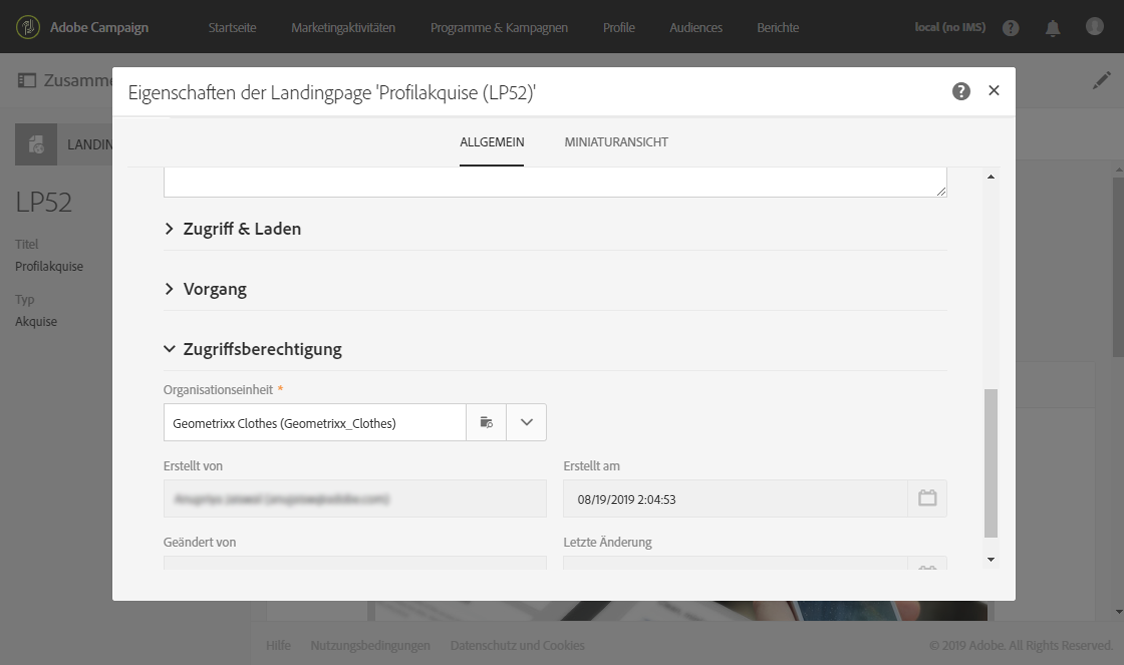 Adobe Campaign
Startseite
Marketingaktivitäten
Programme & Kampagnen
Profile
Audiences
Berichte
local (no IMS)
Zusamme
Eigenschaften der Landingpage 'Profilakquise (LP52)'
ALLGEMEIN
MINIATURANSICHT
LANDIN
LP52
Titel
Profilakquise
Typ
Akquise
Zugriff & Laden
Vorgang
Zugriffsberechtigung
Organisationseinheit *
Geometrixx Clothes (Geometrixx_Clothes)
Erstellt von
Erstellt am
08/19/2019 2:04:53
Geändert von
Letzte Änderung
Hilfe
Nutzungsbedingungen
Datenschutz und Cookies
© 2019 Adobe. All Rights Reserved.